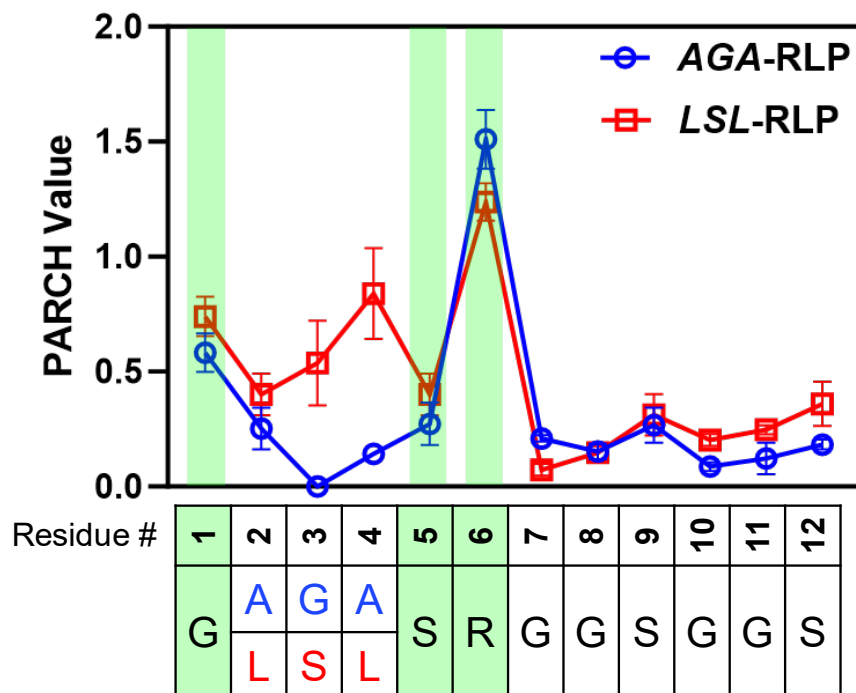 2.0
1.5
1.0
0.5
0.0
PARCH Value
AGA-RLP
LSL-RLP
Residue # 1 2 3 4 5 6 7 8 9 10 11 12
G A G A S R G G S G G S
L S L